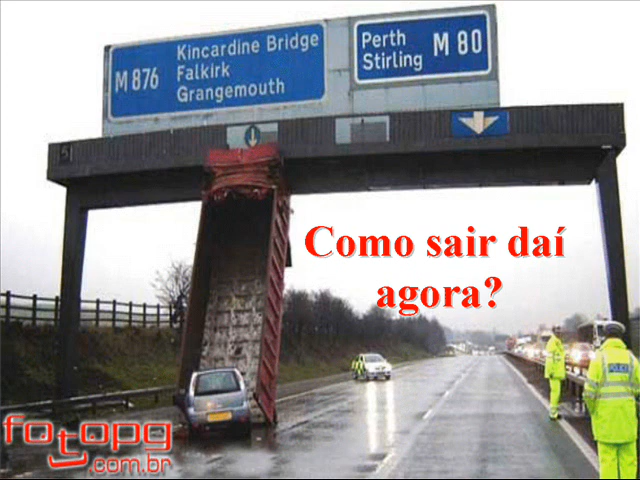 Kincardine Bridge
M 876 Falkirk
Grangemouth
Perth
Stirling M 80
Como sair daí
agora?
POLICE
fotopg
.com.br